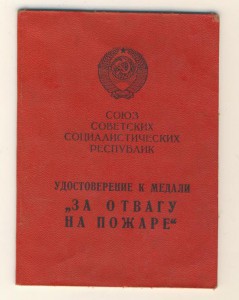 СОЮЗ
СОВЕТСКИХ
СОЦИАЛИСТИЧЕСКИХ
РЕСПУБЛИК
УДОСТОВЕРЕНИЕ К МЕДАЛИ
„ЗА ОТВАГУ
НА ПОЖАРЕ“